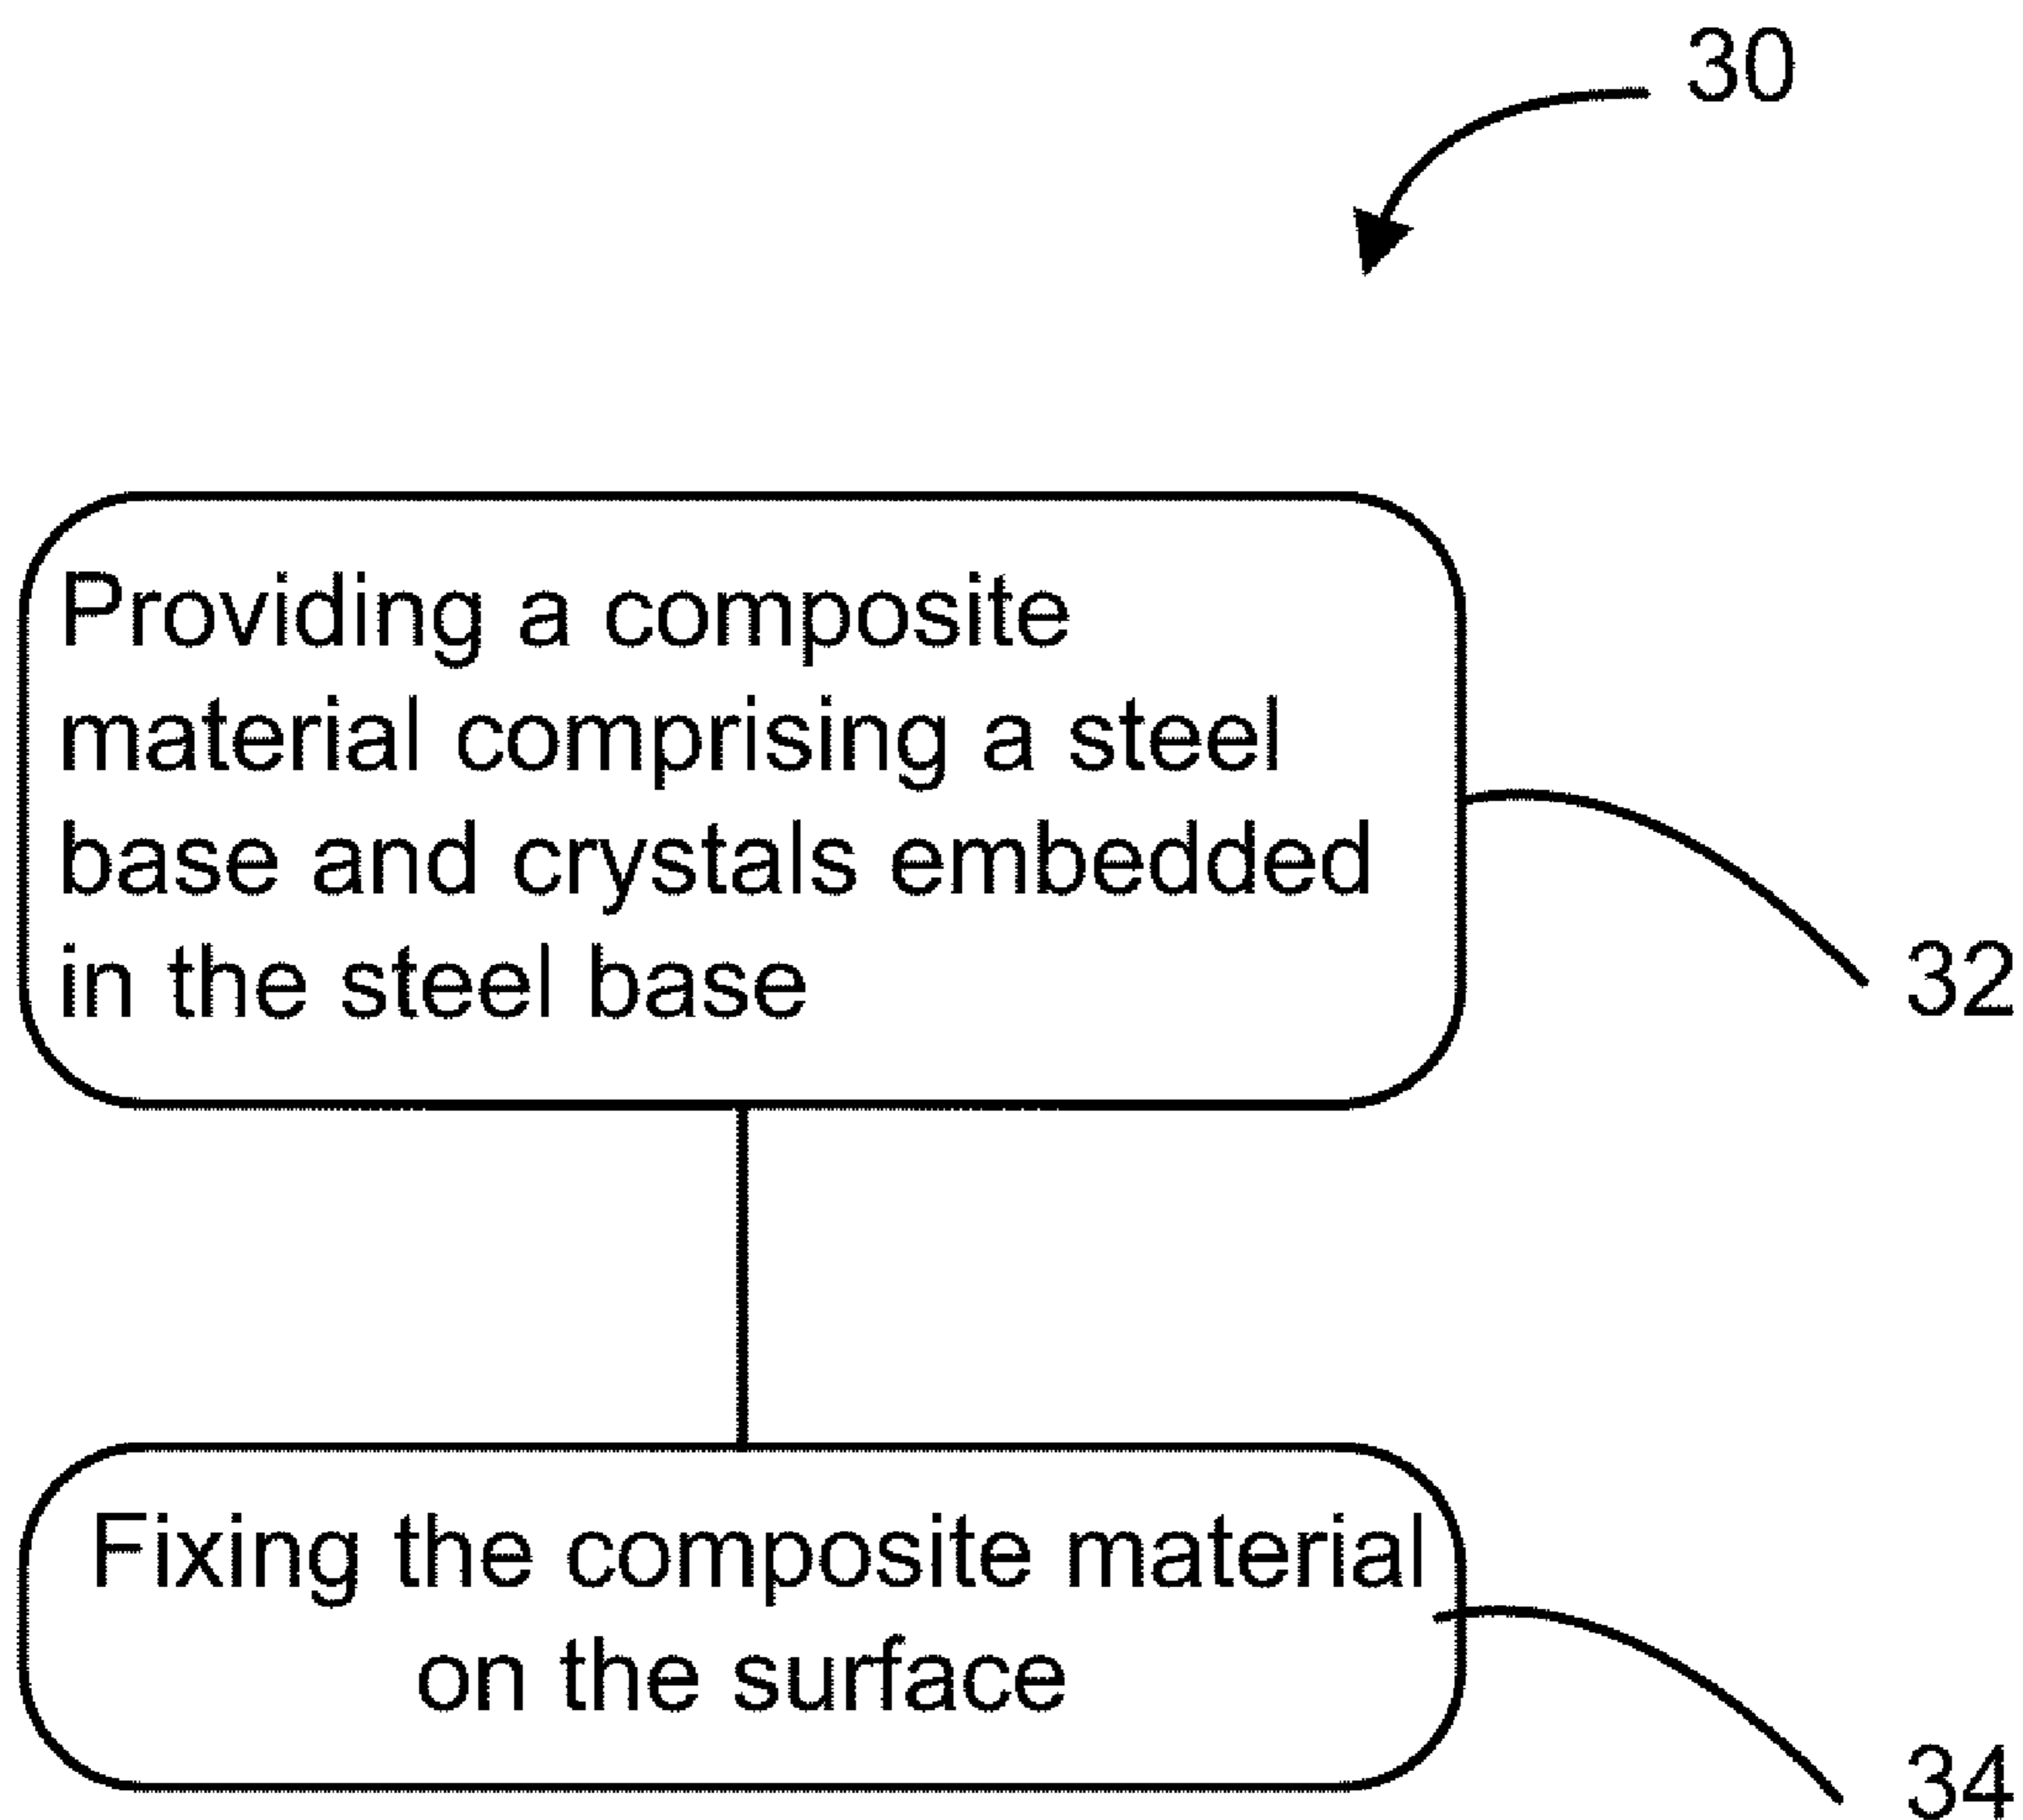 30
Providing a composite
material comprising a steel
base and crystals embedded
in the steel base
32
Fixing the composite material
on the surface
34